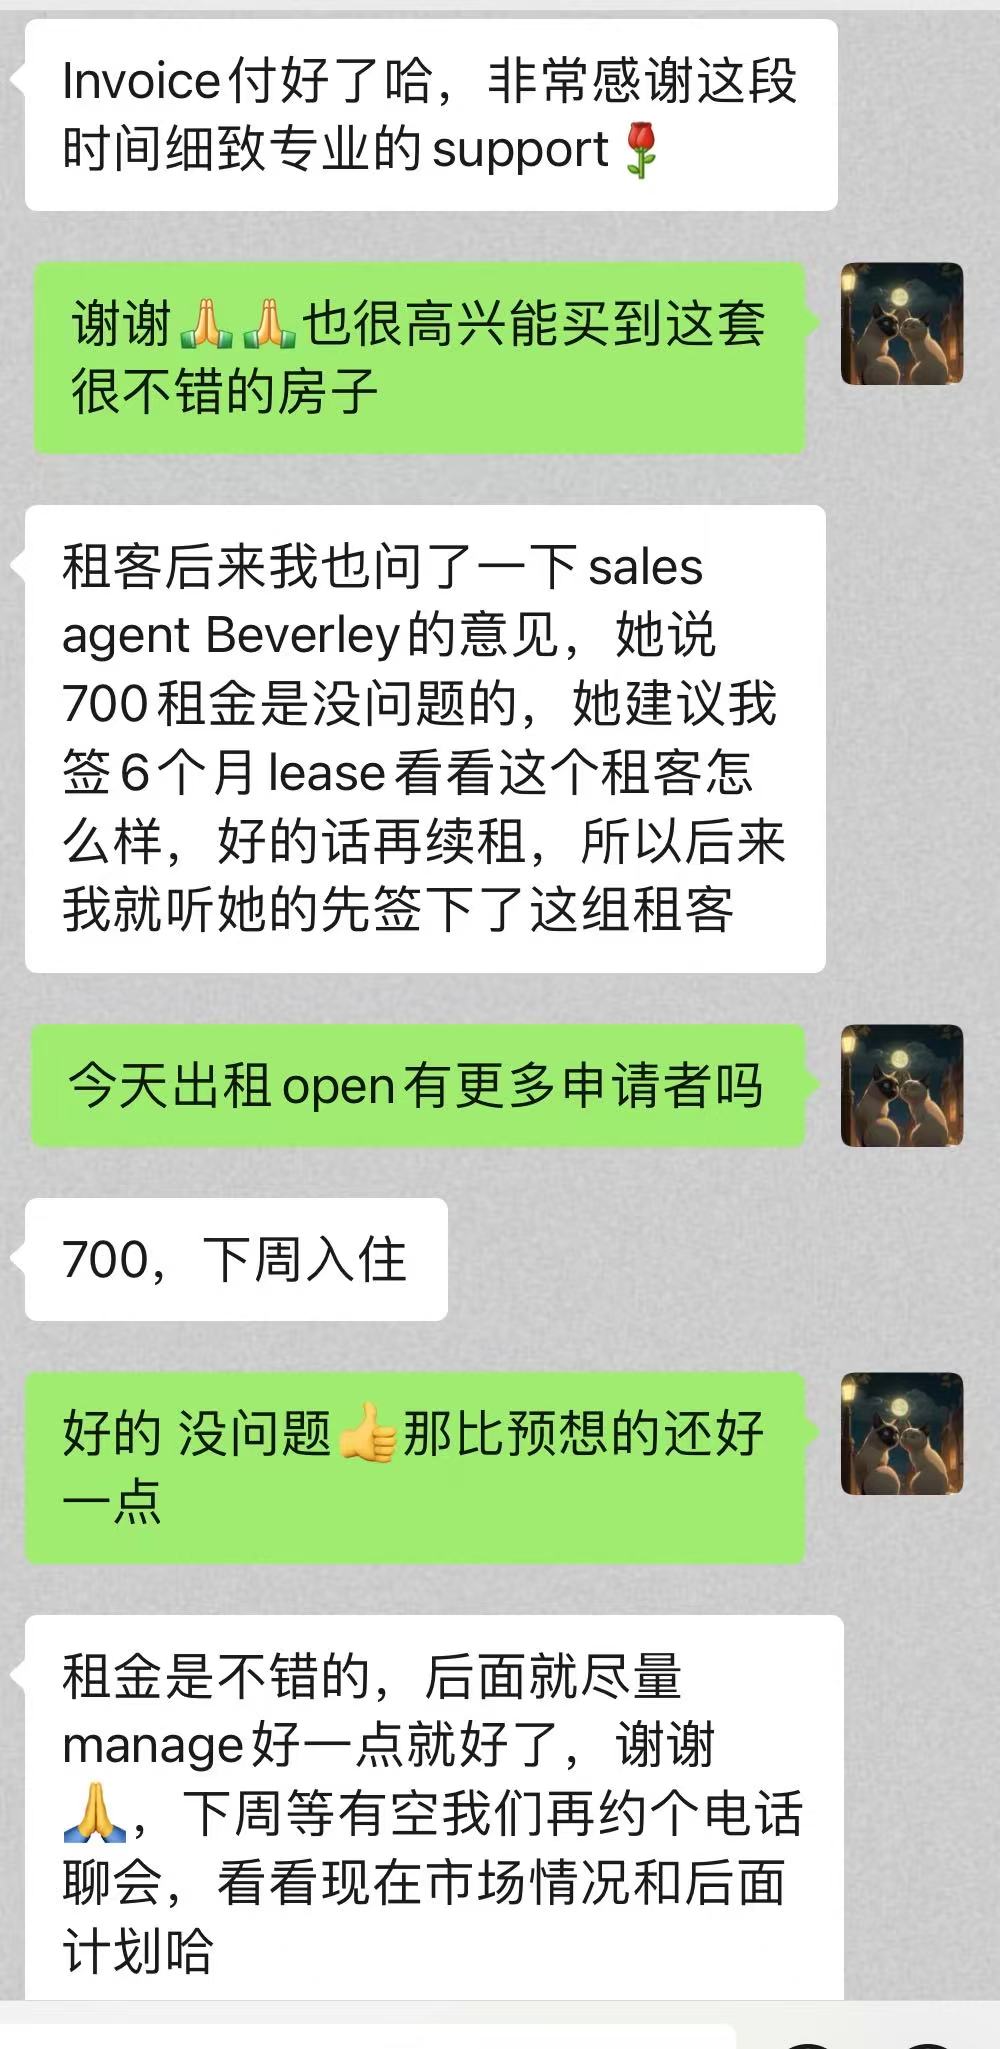 Invoice付好了哈，非常感谢这段
时间细致专业的support🌹
谢谢🙏🙏也很高兴能买到这套
很不错的房子
租客后来我也问了一下sales
agent Beverley的意见，她说
700租金是没问题的，她建议我
签6个月lease看看这个租客怎
么样，好的话再续租，所以后来
我就听她的先签下了这组租客
今天出租open有更多申请者吗
700，下周入住
好的 没问题👍那比预想的还好
一点
租金是不错的，后面就尽量
manage好一点就好了，谢谢
🙏，下周等有空我们再约个电话
聊会，看看现在市场情况和后面
计划哈